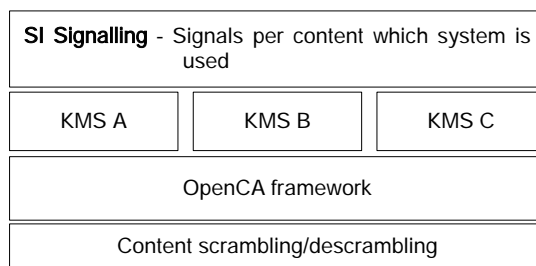 SI Signalling - Signals per content which system is
used
KMS A KMS B KMS C
OpenCA framework
Content scrambling/descrambling